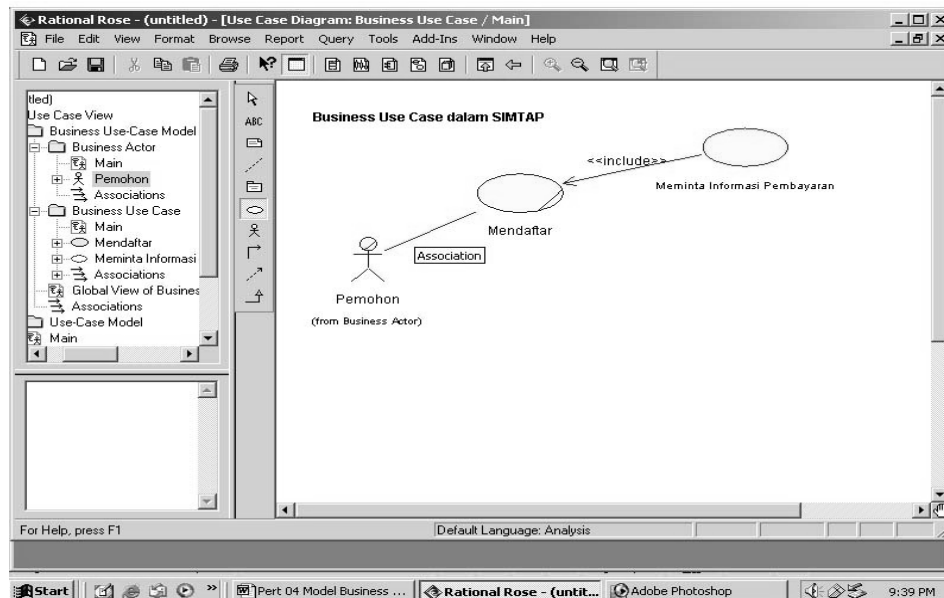 Rational Rose - (untitled) - [Use Case Diagram: Business Use Case / Main]
File Edit View Format Browse Report Query Tools Add-Ins Window Help
tled)
Use Case View
Business Use-Case Model
Business Actor
Main
Pemohon
Associations
Business Use Case
Main
Mendaftar
Meminta Informasi
Associations
Global View of Busines
Associations
Use-Case Model
Main
ABC
Business Use Case dalam SIMTAP
<<include>>
Meminta Informasi Pembayaran
Mendaftar
Association
Pemohon
(from Business Actor)
For Help, press F1
Default Language: Analysis
Start
Pert 04 Model Business ...
Rational Rose - (untit...
Adobe Photoshop
9:39 PM